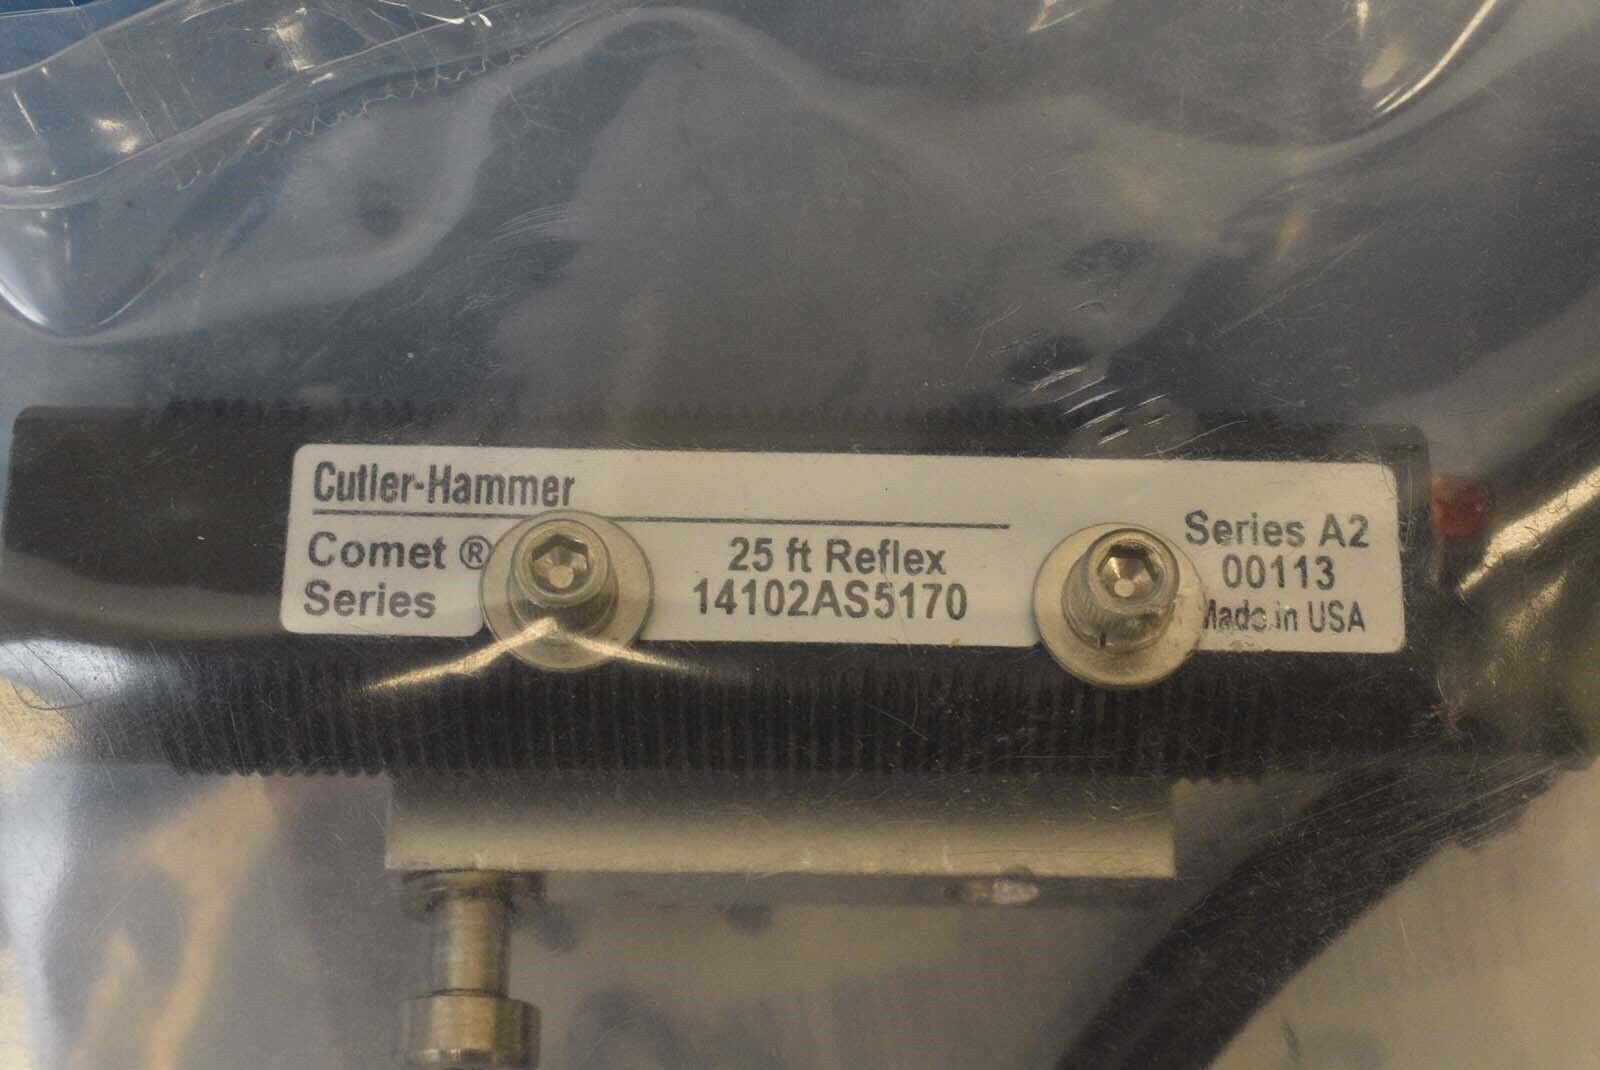 Cutler-Hammer
Comet ®
Series
25 ft Reflex
14102AS5170
Series A2
00113
Made in USA